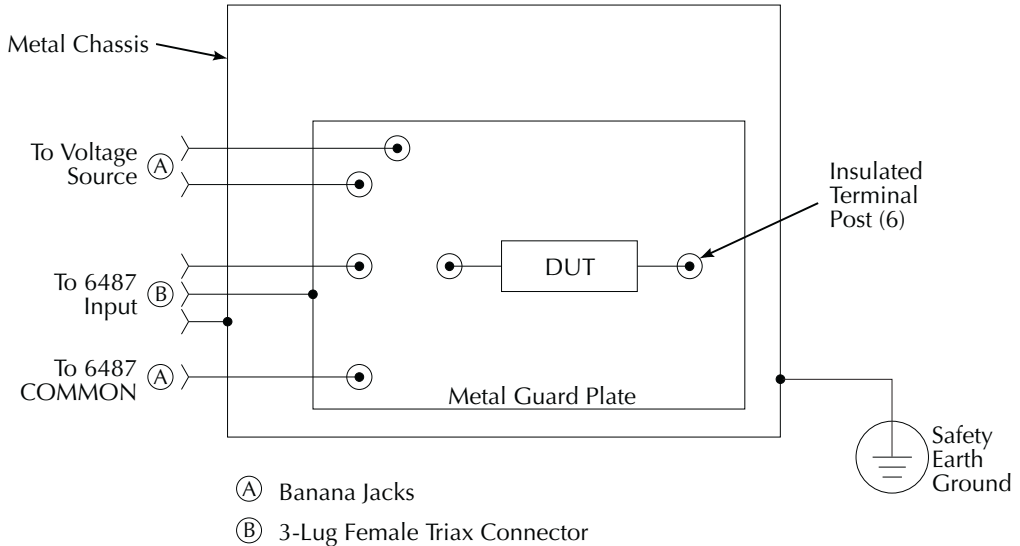 Metal Chassis
To Voltage
Source
A
Insulated
Terminal
Post (6)
DUT
To 6487
Input
B
To 6487
COMMON
A
Metal Guard Plate
Safety
Earth
Ground
A Banana Jacks
B 3-Lug Female Triax Connector